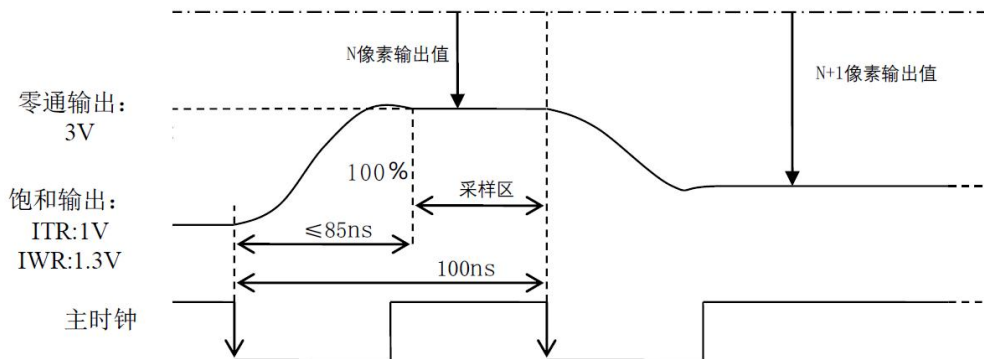 N像素输出值
N+1像素输出值
零通输出：
3V
100%
采样区
饱和输出：
ITR:1V
IWR:1.3V
≤85ns
100ns
主时钟